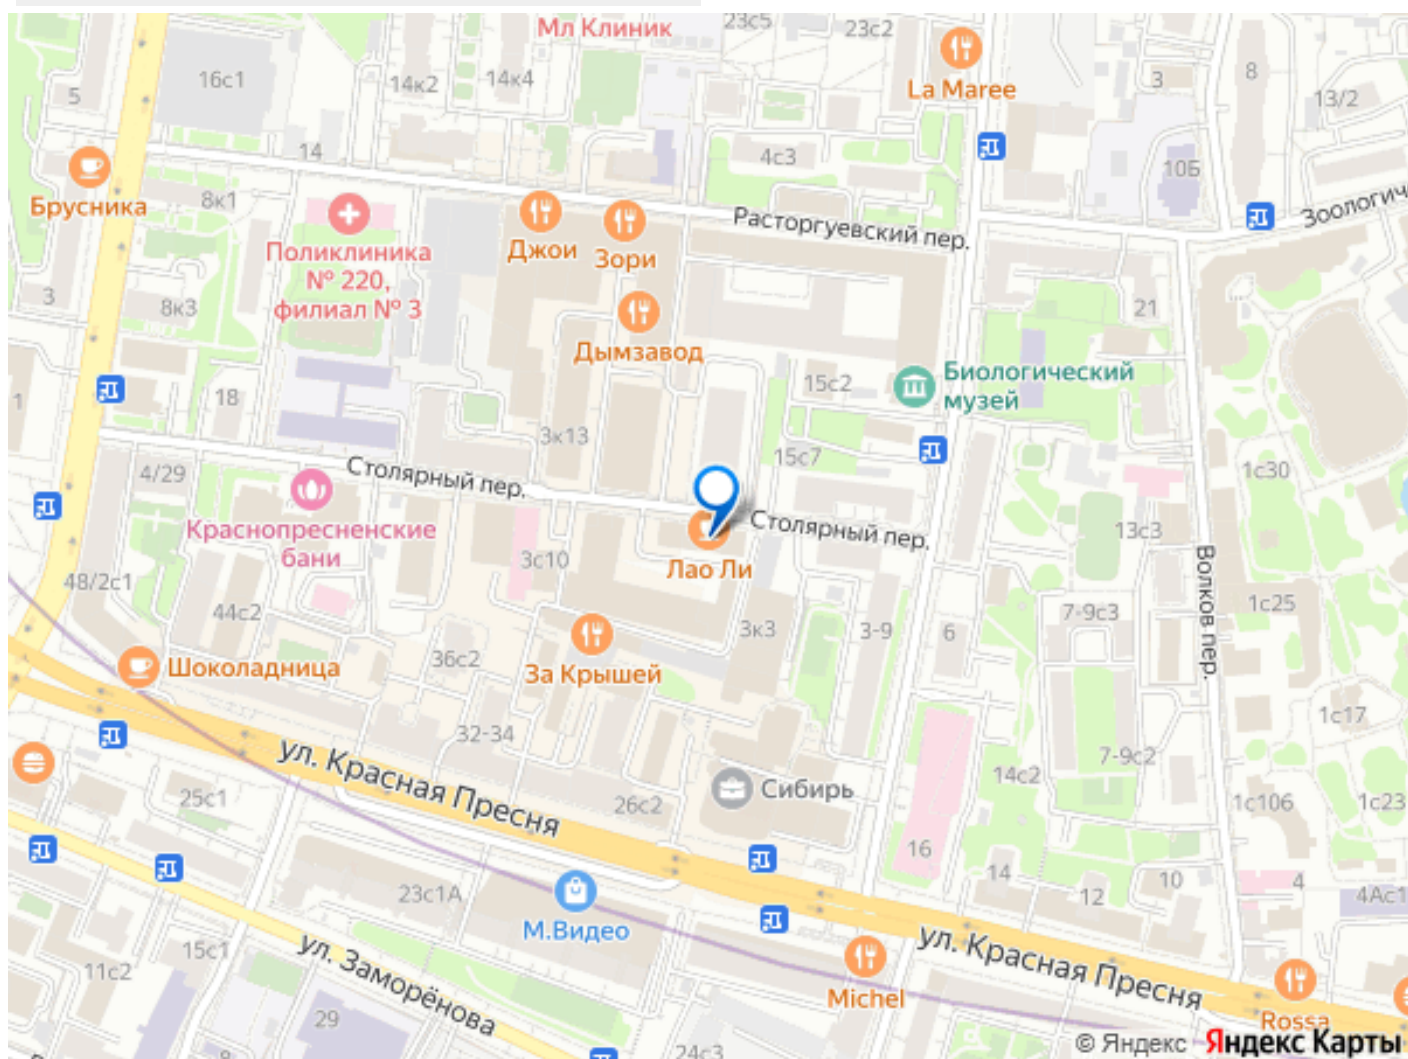 Мл Клиник
23с5
23с2
La Maree
16с1
14к2
14к4
5
3
8
13/2
14
4с3
10Б
Брусника
8к1
Поликлиника
№ 220,
филиал № 3
Джои
Зори
Расторгуевский пер.
Зоологич
3
8к3
21
Дымзавод
15с2
Биологический
музей
1
18
3к13
15с7
1с30
4/29
Столярный пер.
Краснопресненские
бани
Столярный пер.
13с3
3с10
Лао Ли
Волков пер.
48/2с1
44с2
3к3
3-9
6
7-9с3
1с25
36с2
Шоколадница
За Крышей
32-34
1с17
ул. Красная Пресня
7-9с2
14с2
Сибирь
25с1
26с2
1с106
1с23
16
14
12
10
4
4Ас1
23с1А
М.Видео
ул. Красная Пресня
15с1
11с2
ул. Заморёнова
Michel
29
Rossa
24с3
© Яндекс Яндекс Карты